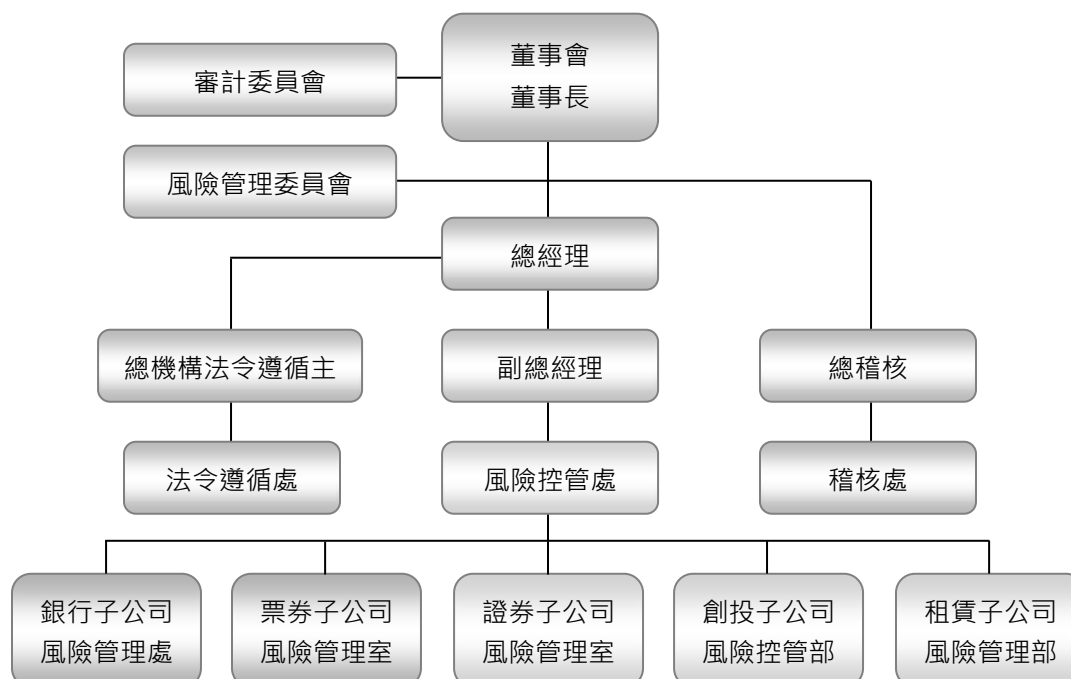 董事會
董事長
審計委員會
風險管理委員會
總經理
總機構法令遵循主
副總經理
總稽核
法令遵循處
風險控管處
稽核處
銀行子公司
風險管理處
票券子公司
風險管理室
證券子公司
風險管理室
創投子公司
風險控管部
租賃子公司
風險管理部